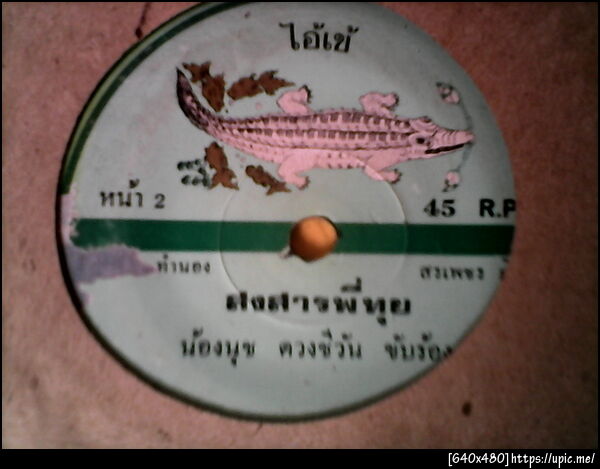 ไอ้เข้
หน้า 2
45 R.P
ทำนอง
สรเพชร
สงสารพี่ทุย
น้องนุช ดวงชีวัน ขับร้อง
[640x480]https://upic.me/